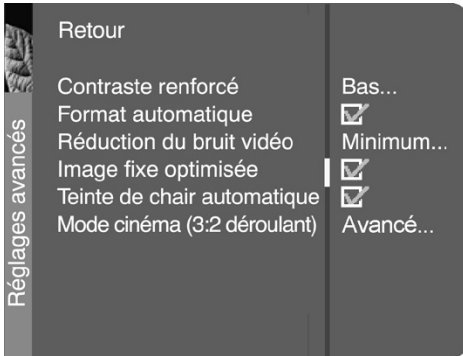 Réglages avancés
Retour
Contraste renforcé Bas...
Format automatique
Réduction du bruit vidéo Minimum...
Image fixe optimisée
Teinte de chair automatique
Mode cinéma (3:2 déroulant) Avancé...